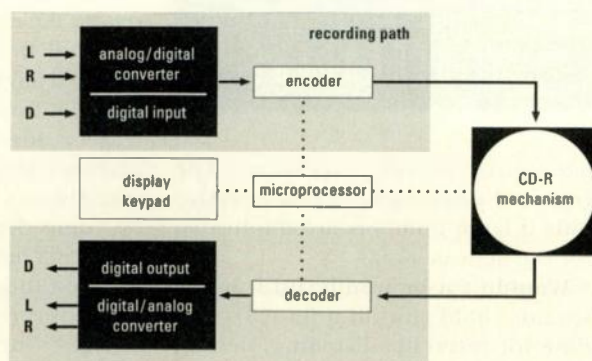 recording path
L
R
D
analog/digital
converter
digital input
encoder
display
keypad
microprocessor
CD-R
mechanism
D
L
R
digital output
digital/analog
converter
decoder